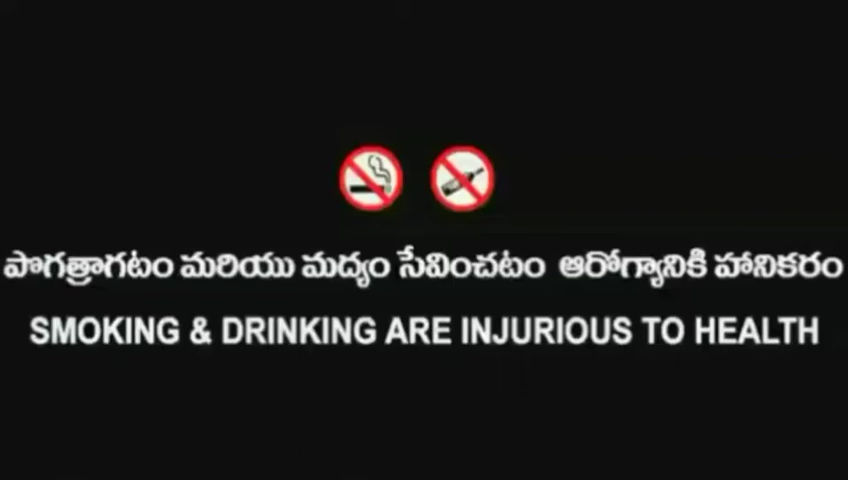 పొగత్రాగటం మరియు మద్యం సేవించటం ఆరోగ్యానికి హానికరం
SMOKING & DRINKING ARE INJURIOUS TO HEALTH